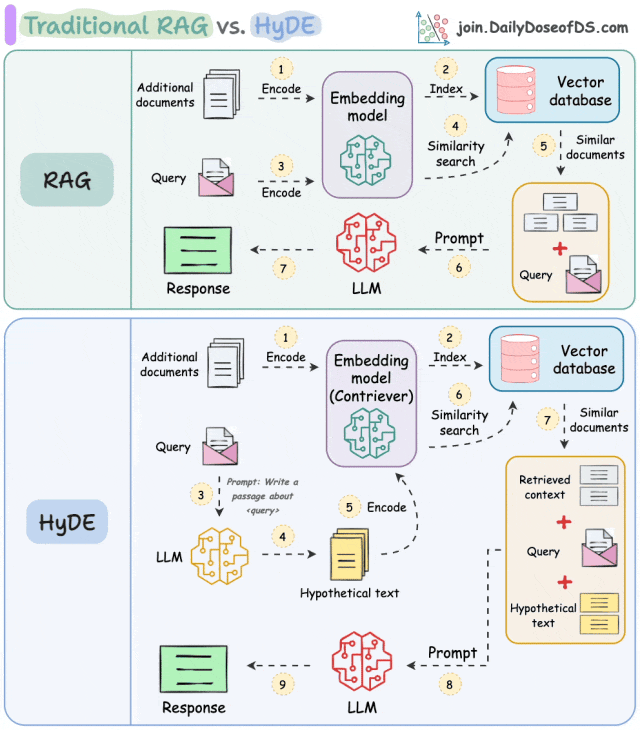 Traditional RAG vs. HyDE
join.DailyDoseofDS.com
RAG
Additional
documents
1
Encode
Embedding
model
2
Index
Vector
database
Query
3
Encode
4
Similarity
search
5
Similar
documents
Query
Prompt
6
LLM
7
Response
HyDE
Additional
documents
1
Encode
Embedding
model
(Contriever)
2
Index
Vector
database
6
Similarity
search
7
Similar
documents
Query
3
Prompt: Write a
passage about
<query>
LLM
4
Hypothetical text
5
Encode
Retrieved
context
Query
Hypothetical
text
Prompt
8
LLM
9
Response